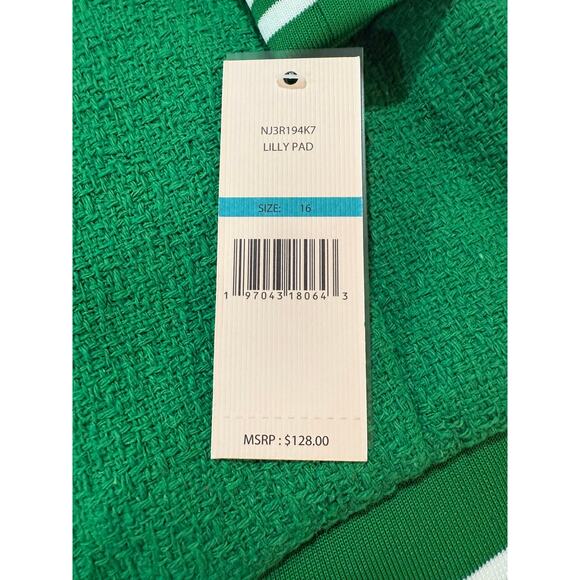 NJ3R194K7
LILLY PAD
SIZE: 16
1 97043 18064 3
MSRP : $128.00